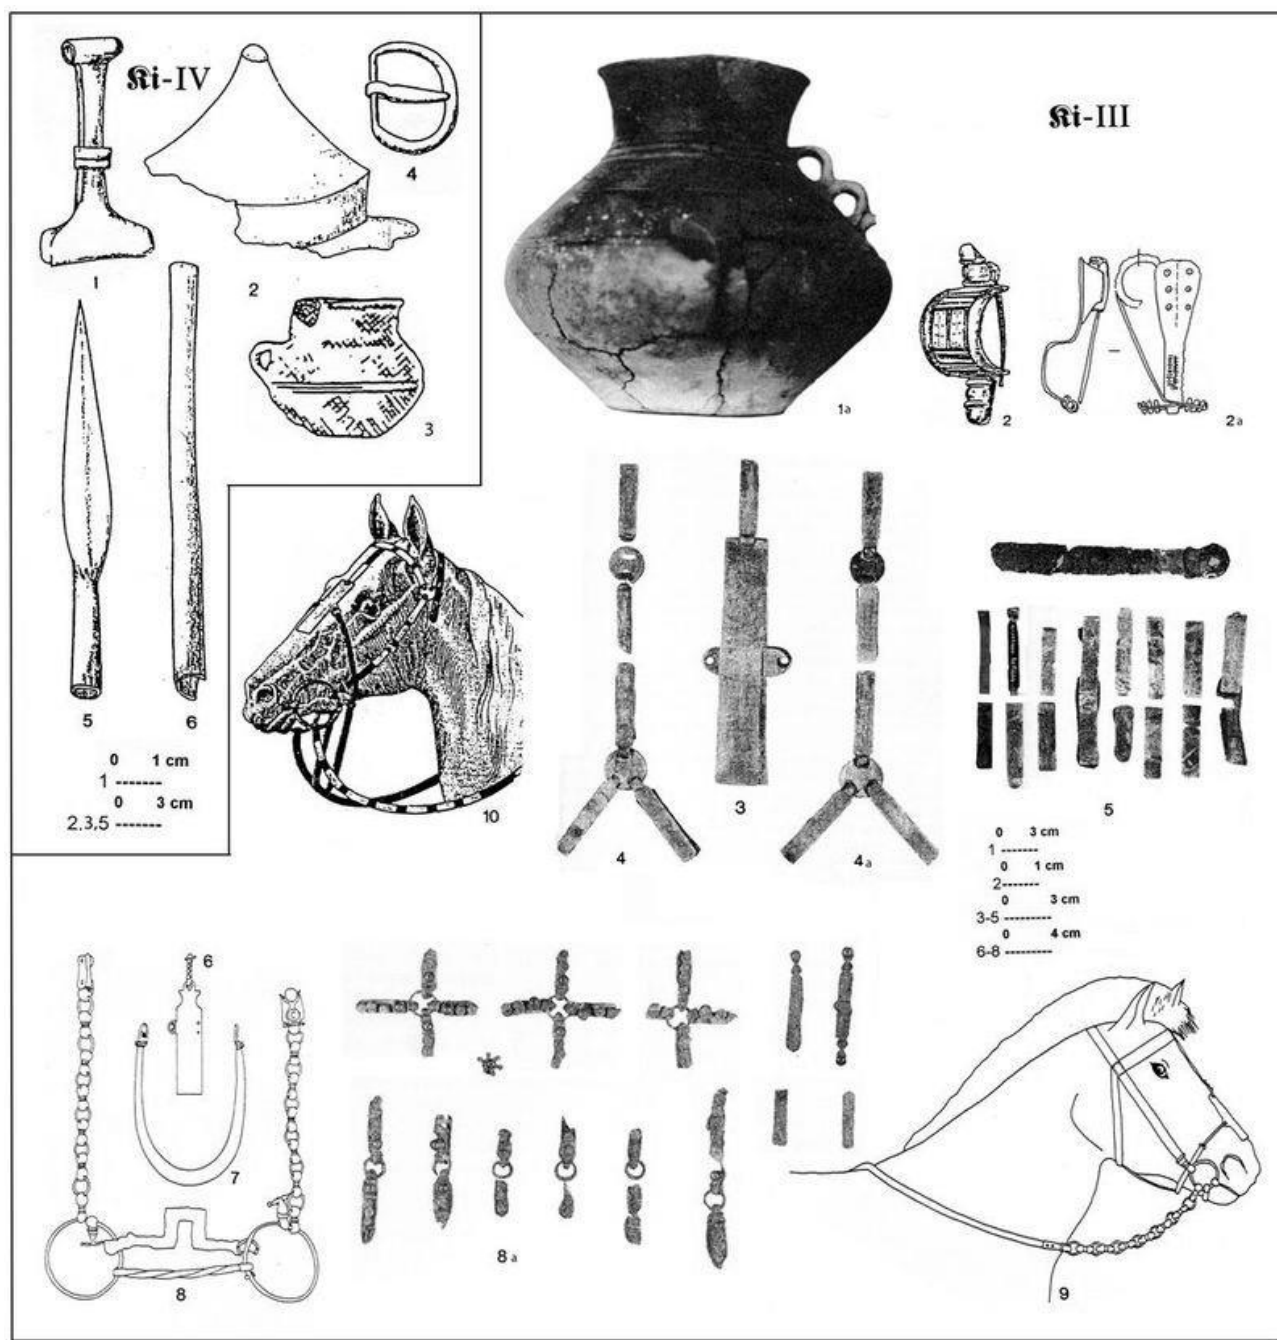 Ki-IV
1
2
3
4
5
6
0 1 cm
1 -------
0 3 cm
2.3,5 -------
Ki-III
1a
2
2a
3
4
4a
5
0 3 cm
1 -------
0 1 cm
2 -------
0 3 cm
3-5 ---------
0 4 cm
6-8 ---------
10
6
7
8
8a
9